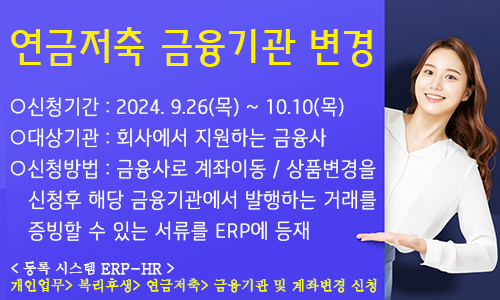 연금저축 금융기관 변경
○신청기간 : 2024. 9.26(목) ~ 10.10(목)
○대상기관 : 회사에서 지원하는 금융사
○신청방법 : 금융사로 계좌이동 / 상품변경을
신청후 해당 금융기관에서 발행하는 거래를
증빙할 수 있는 서류를 ERP에 등재
< 등록 시스템 ERP-HR >
개인업무> 복리후생> 연금저축> 금융기관 및 계좌변경 신청